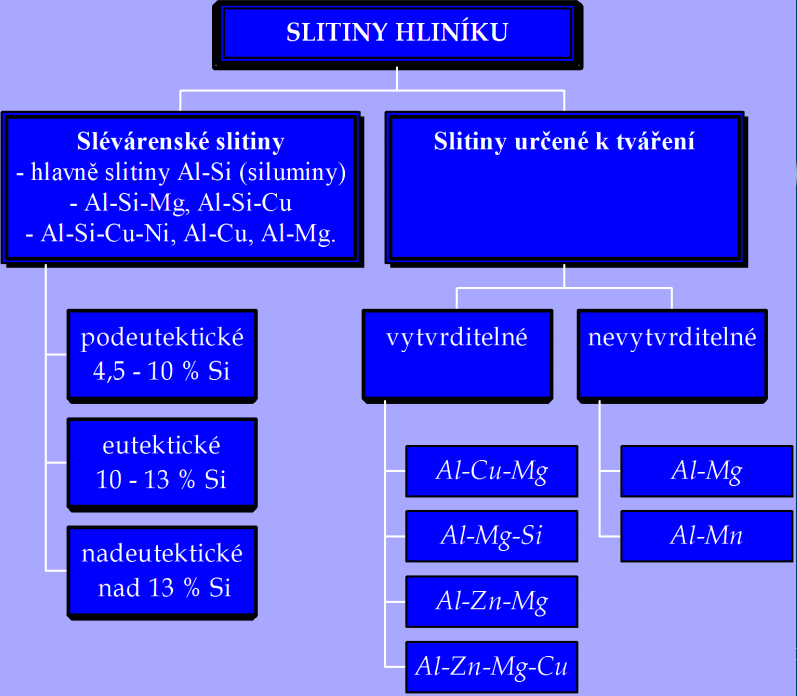 SLITINY HLINÍKU
Slévárenské slitiny
- hlavně slitiny Al-Si (siluminy)
- Al-Si-Mg, Al-Si-Cu
- Al-Si-Cu-Ni, Al-Cu, Al-Mg.
podeutektické
4,5 - 10 % Si
eutektické
10 - 13 % Si
nadeutektické
nad 13 % Si
Slitiny určené k tváření
vytvrditelné
Al-Cu-Mg
Al-Mg-Si
Al-Zn-Mg
Al-Zn-Mg-Cu
nevytvrditelné
Al-Mg
Al-Mn